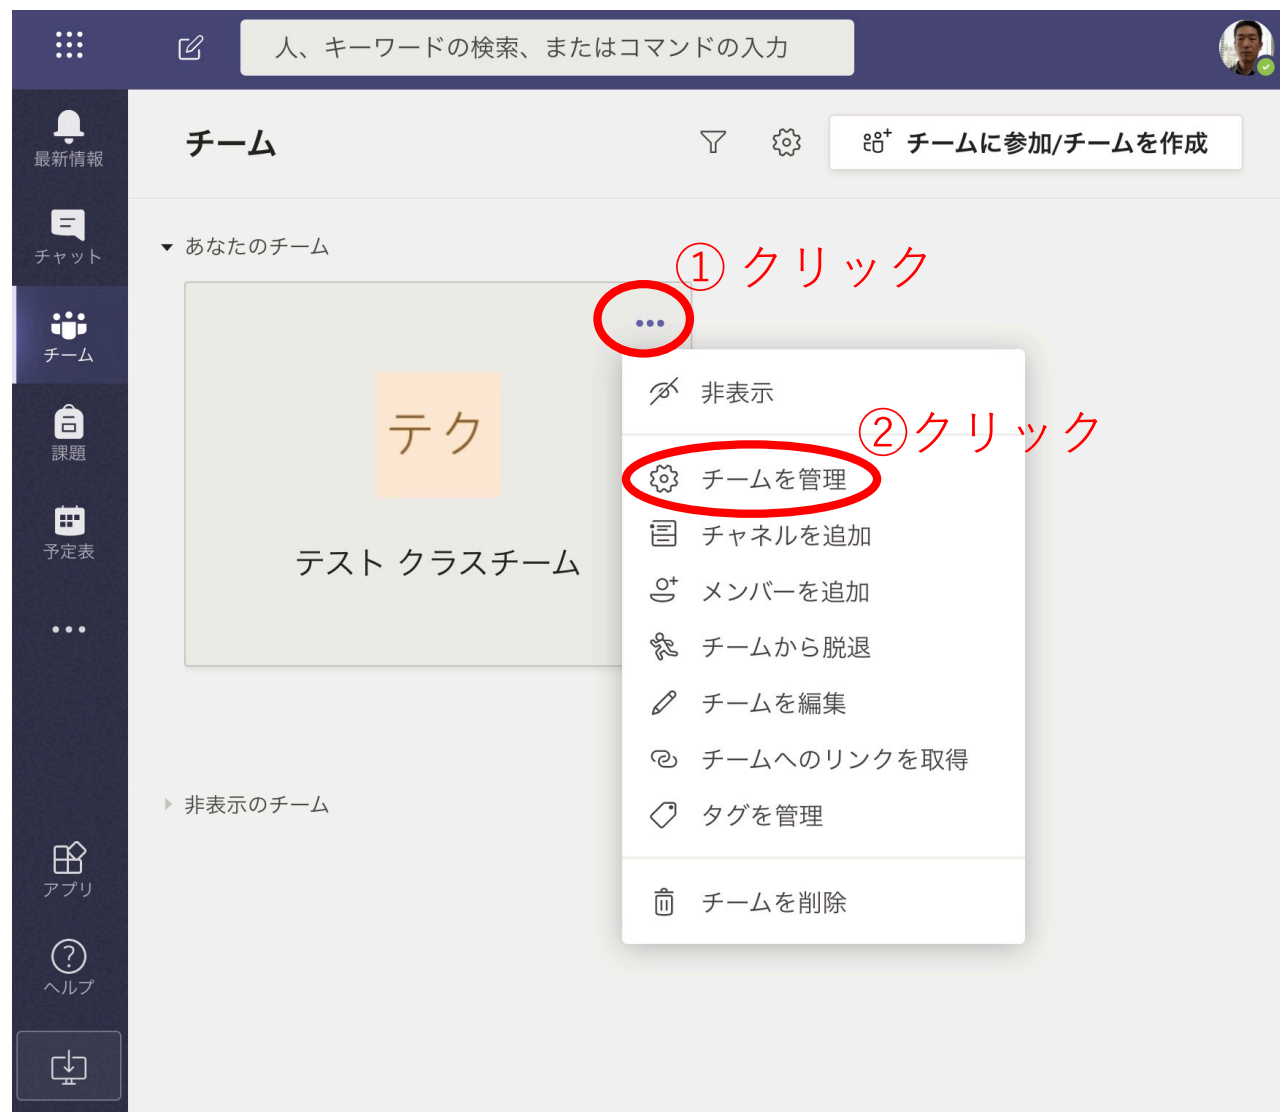 人、キーワードの検索、またはコマンドの入力
最新情報
チャット
チーム
課題
予定表
アプリ
ヘルプ
チーム
チームに参加/チームを作成
あなたのチーム
① クリック
テク
テスト クラスチーム
非表示
②クリック
チームを管理
チャネルを追加
メンバーを追加
チームから脱退
チームを編集
チームへのリンクを取得
タグを管理
チームを削除
非表示のチーム